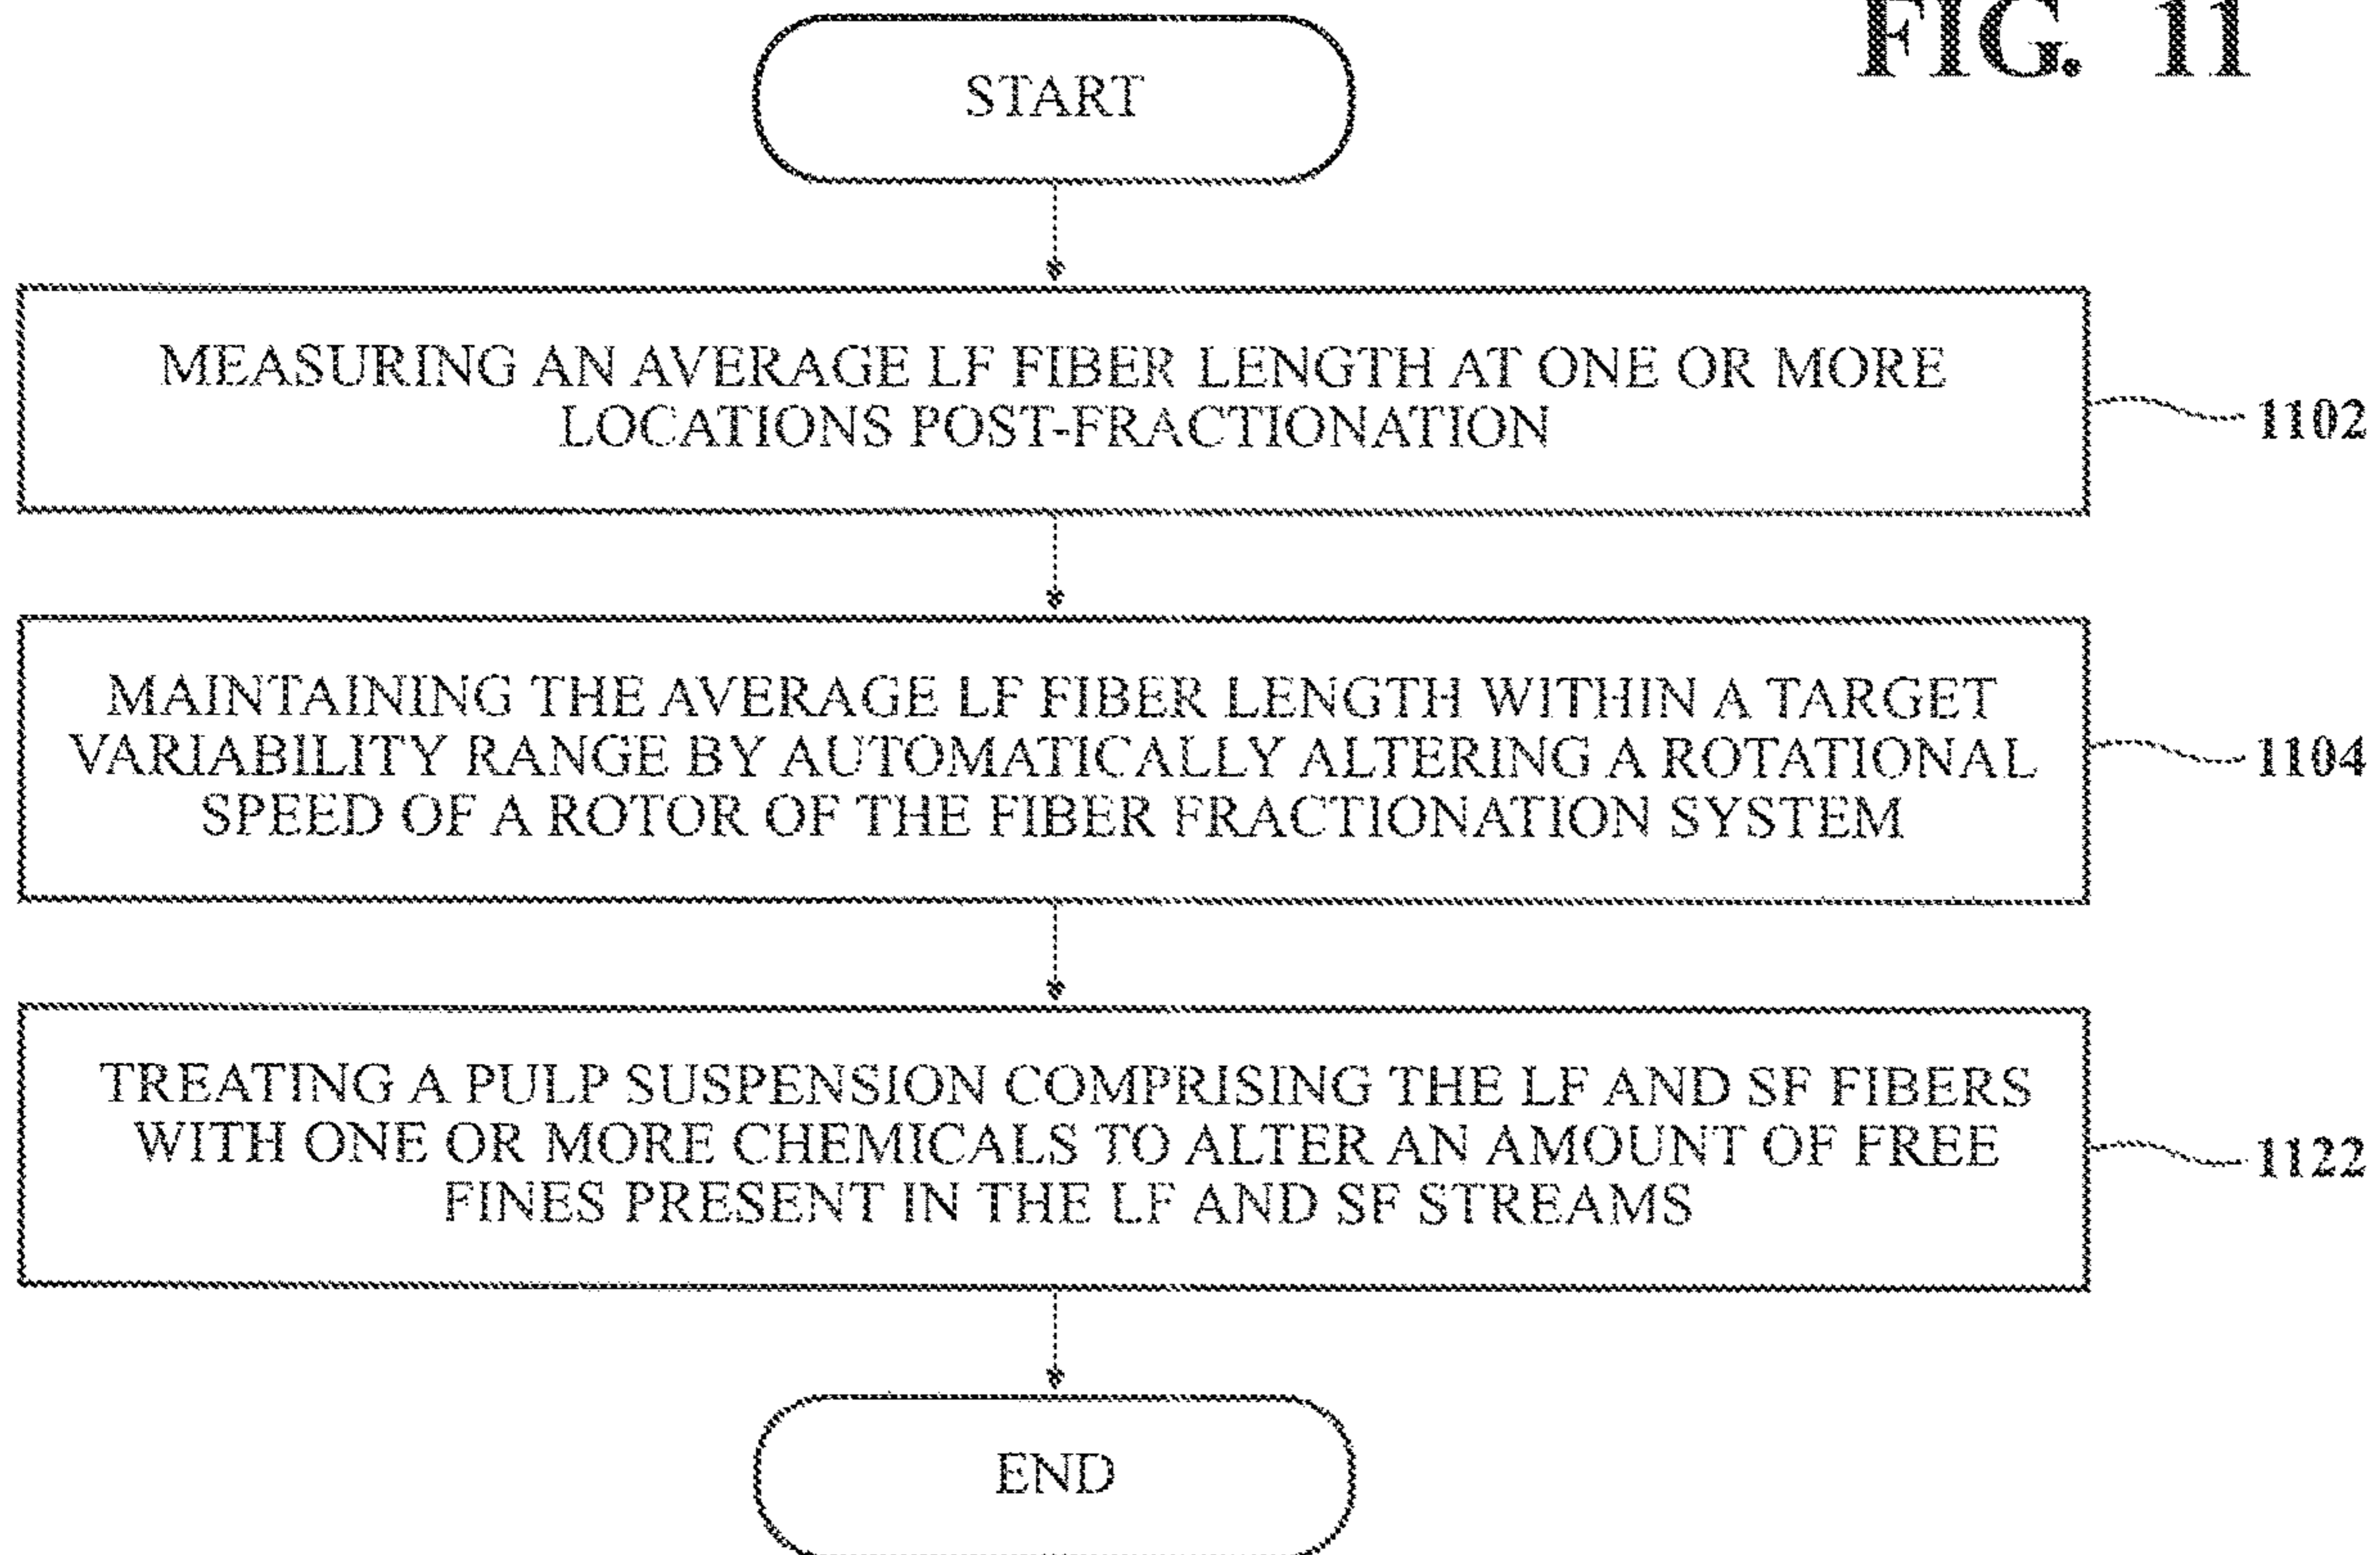 FIG. 11
START
MEASURING AN AVERAGE LF FIBER LENGTH AT ONE OR MORE
LOCATIONS POST-FRACTIONATION
1102
MAINTAINING THE AVERAGE LF FIBER LENGTH WITHIN A TARGET
VARIABILITY RANGE BY AUTOMATICALLY ALTERING A ROTATIONAL
SPEED OF A ROTOR OF THE FIBER FRACTIONATION SYSTEM
1104
TREATING A PULP SUSPENSION COMPRISING THE LF AND SF FIBERS
WITH ONE OR MORE CHEMICALS TO ALTER AN AMOUNT OF FREE
FINES PRESENT IN THE LF AND SF STREAMS
1122
END